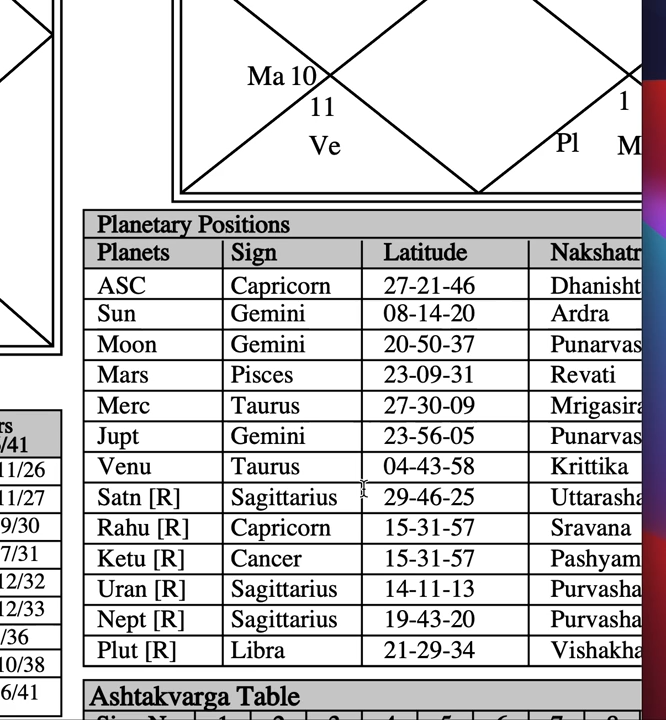 Ma 10
11
1
Ve
Pl
M
Planetary Positions
Planets Sign Latitude Nakshatr
ASC Capricorn 27-21-46 Dhanisht
Sun Gemini 08-14-20 Ardra
Moon Gemini 20-50-37 Punarvas
Mars Pisces 23-09-31 Revati
Merc Taurus 27-30-09 Mrigasira
Jupt Gemini 23-56-05 Punarvas
Venu Taurus 04-43-58 Krittika
Satn [R] Sagittarius 29-46-25 Uttarasha
Rahu [R] Capricorn 15-31-57 Sravana
Ketu [R] Cancer 15-31-57 Pashyam
Uran [R] Sagittarius 14-11-13 Purvasha
Nept [R] Sagittarius 19-43-20 Purvasha
Plut [R] Libra 21-29-34 Vishakha
rs
/41
11/26
11/27
9/30
7/31
12/32
12/33
/36
10/38
6/41
Ashtakvarga Table